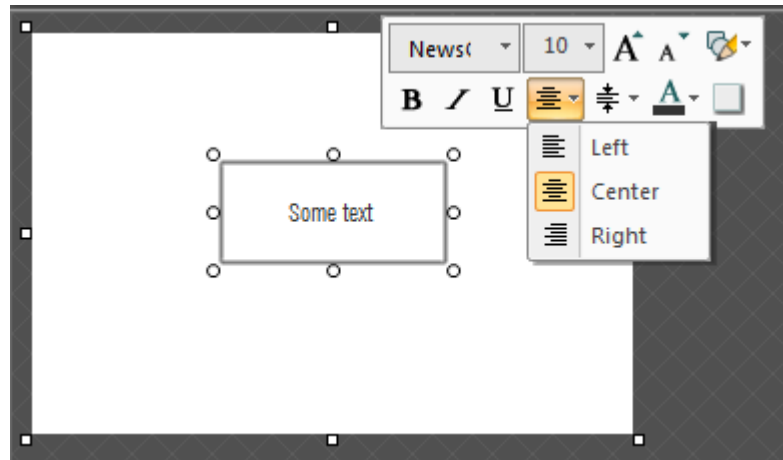 News( 10 A A
B I U A
Left
Center
Right
Some text